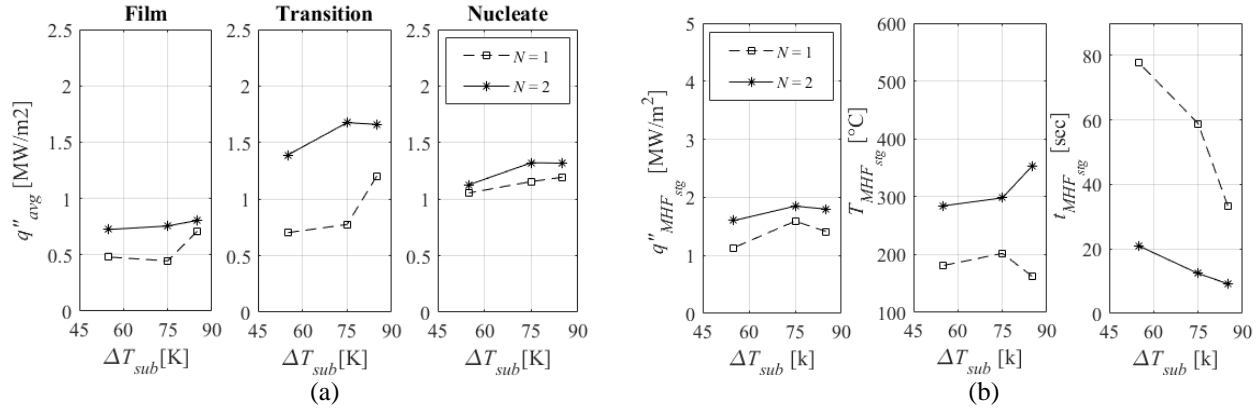 Film
Transition
Nucleate
2.5
2
1.5
1
0.5
0
q″avg [MW/m2]
45 60 75 90
ΔTsub[K]
2.5
2
1.5
1
0.5
0
45 60 75 90
ΔTsub[K]
2.5
2
1.5
1
0.5
0
N = 1
N = 2
45 60 75 90
ΔTsub[K]
(a)
5
4
3
2
1
0
q″MHFstg [MW/m²]
N = 1
N = 2
45 60 75 90
ΔTsub [k]
600
500
400
300
200
100
TMHFstg [°C]
45 60 75 90
ΔTsub [k]
80
60
40
20
0
tMHFstg [sec]
45 60 75 90
ΔTsub [k]
(b)